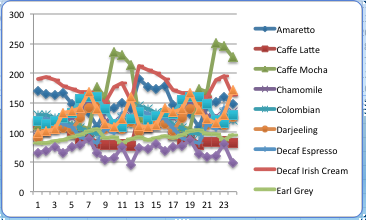 300
250
200
150
100
50
0
1 3 5 7 9 11 13 15 17 19 21 23
Amaretto
Caffe Latte
Caffe Mocha
Chamomile
Colombian
Darjeeling
Decaf Espresso
Decaf Irish Cream
Earl Grey